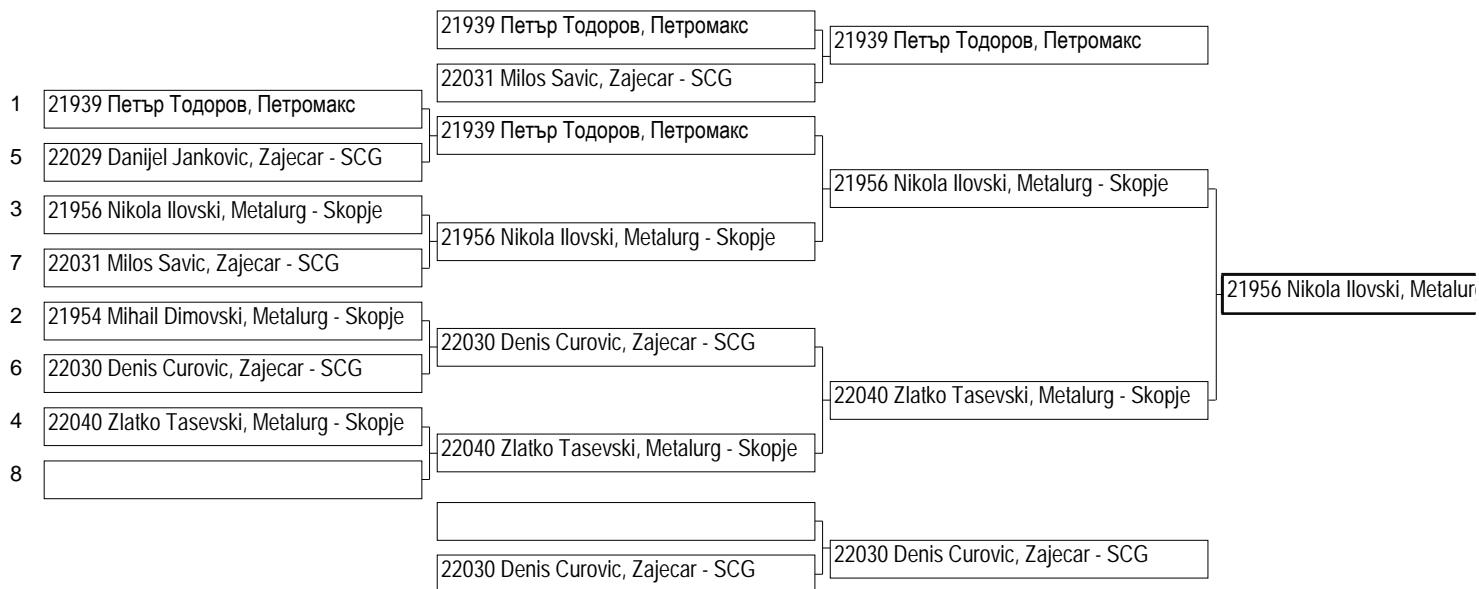 21939 Петър Тодоров, Петромакс
22031 Milos Savic, Zajecar - SCG
21939 Петър Тодоров, Петромакс
1 21939 Петър Тодоров, Петромакс
5 22029 Danijel Jankovic, Zajecar - SCG
3 21956 Nikola Ilovski, Metalurg - Skopje
7 22031 Milos Savic, Zajecar - SCG
2 21954 Mihail Dimovski, Metalurg - Skopje
6 22030 Denis Curovic, Zajecar - SCG
4 22040 Zlatko Tasevski, Metalurg - Skopje
8
21939 Петър Тодоров, Петромакс
21956 Nikola Ilovski, Metalurg - Skopje
22030 Denis Curovic, Zajecar - SCG
22040 Zlatko Tasevski, Metalurg - Skopje
21956 Nikola Ilovski, Metalurg - Skopje
22040 Zlatko Tasevski, Metalurg - Skopje
21956 Nikola Ilovski, Metalur
22030 Denis Curovic, Zajecar - SCG
22030 Denis Curovic, Zajecar - SCG